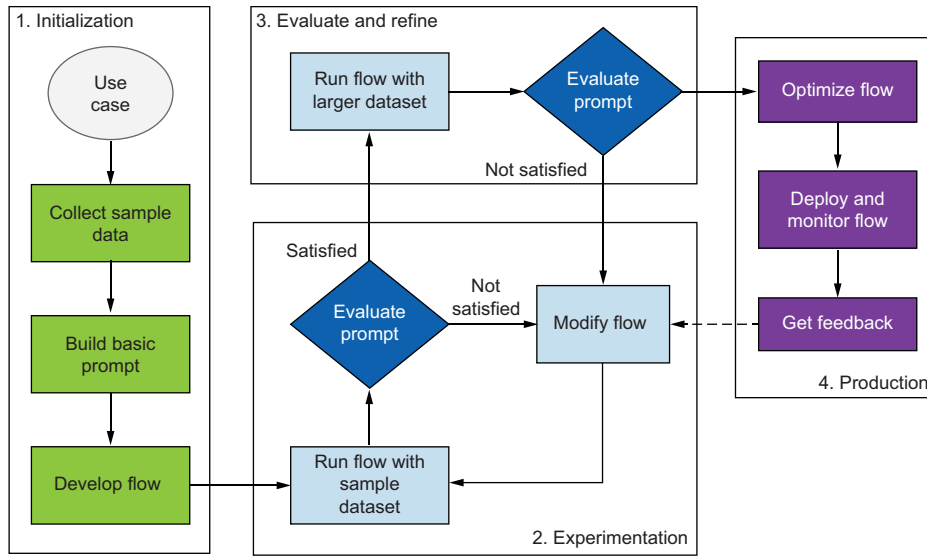 1. Initialization
Use
case
Collect sample
data
Build basic
prompt
Develop flow
3. Evaluate and refine
Run flow with
larger dataset
Evaluate
prompt
Not satisfied
Satisfied
Evaluate
prompt
Not
satisfied
Modify flow
Run flow with
sample
dataset
2. Experimentation
Optimize flow
Deploy and
monitor flow
Get feedback
4. Production